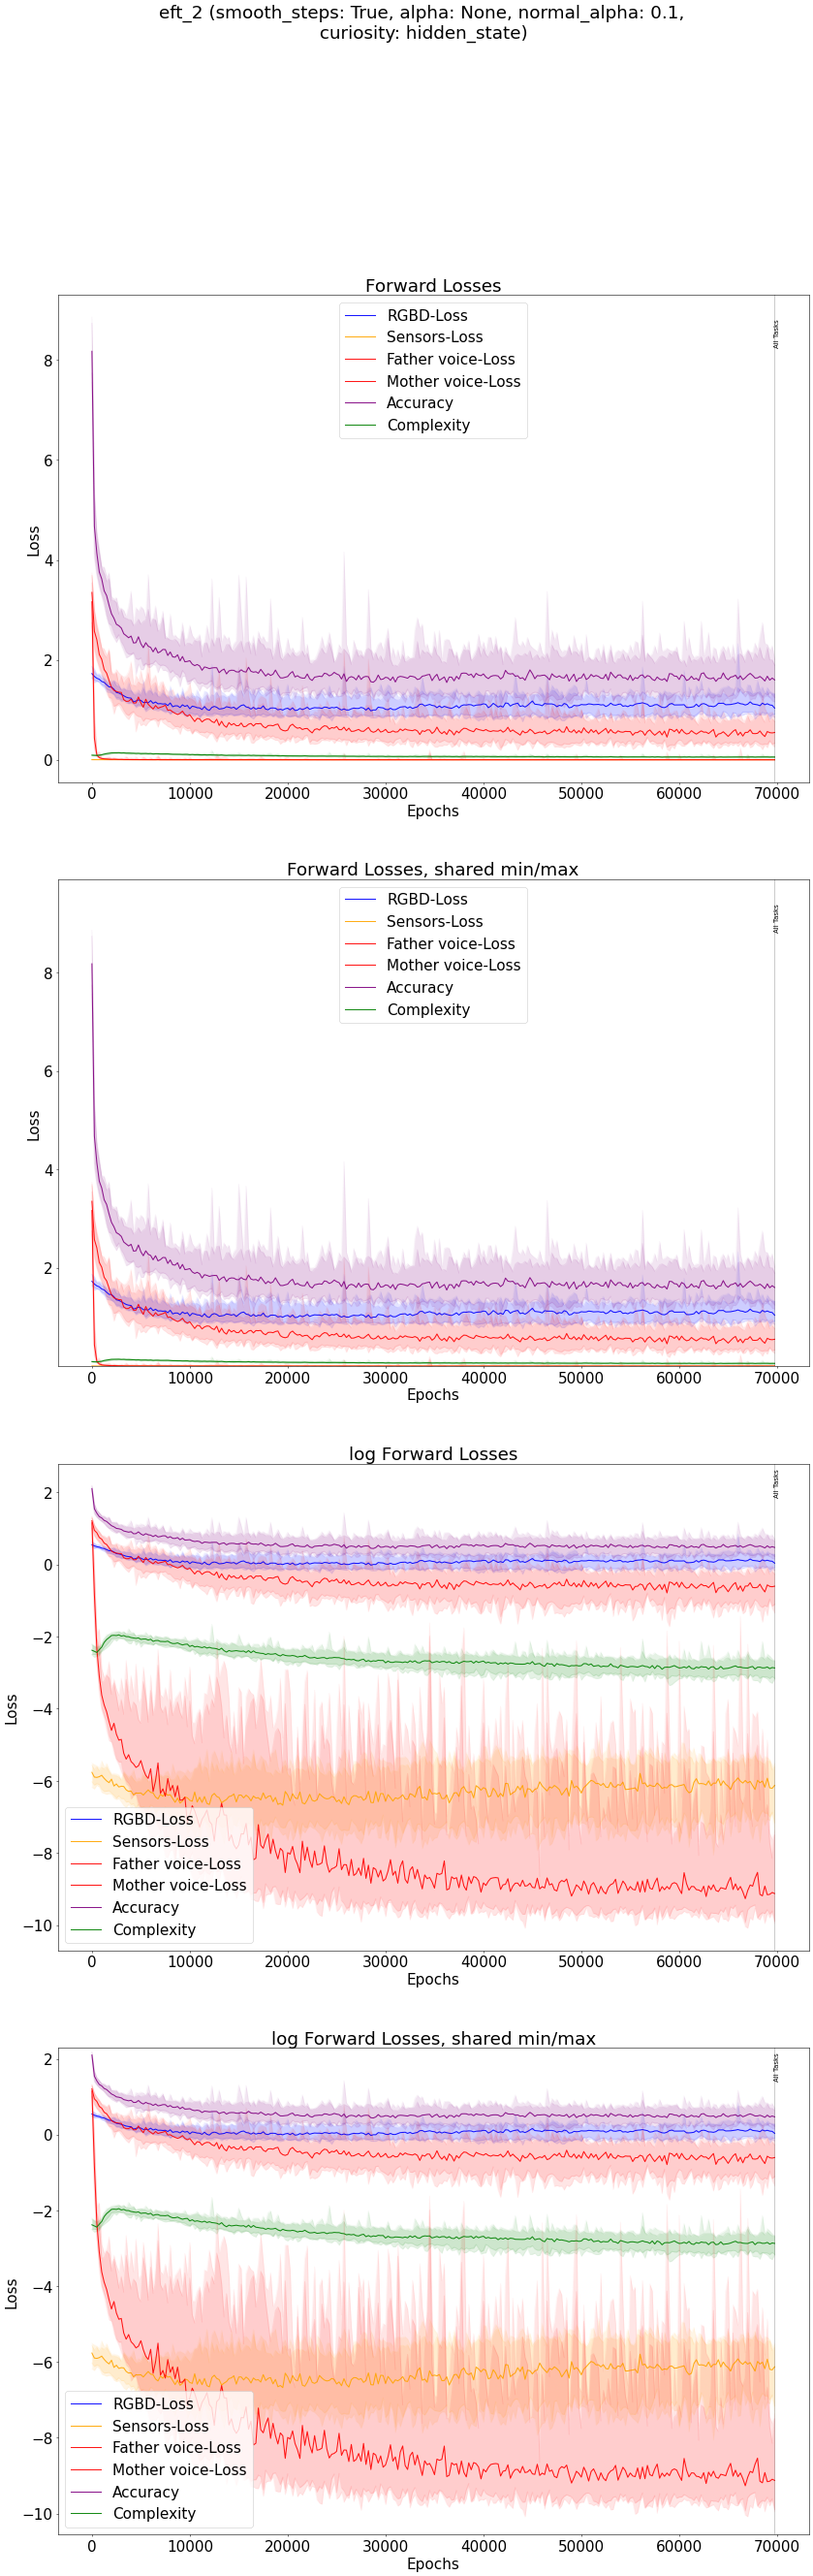 eft_2 (smooth_steps: True, alpha: None, normal_alpha: 0.1,
curiosity: hidden_state)
Forward Losses
RGBD-Loss
Sensors-Loss
Father voice-Loss
Mother voice-Loss
Accuracy
Complexity
All Tasks
8
6
4
2
0
Loss
0 10000 20000 30000 40000 50000 60000 70000
Epochs
Forward Losses, shared min/max
RGBD-Loss
Sensors-Loss
Father voice-Loss
Mother voice-Loss
Accuracy
Complexity
All Tasks
8
6
4
2
Loss
0 10000 20000 30000 40000 50000 60000 70000
Epochs
log Forward Losses
All Tasks
2
0
−2
−4
−6
−8
−10
Loss
RGBD-Loss
Sensors-Loss
Father voice-Loss
Mother voice-Loss
Accuracy
Complexity
0 10000 20000 30000 40000 50000 60000 70000
Epochs
log Forward Losses, shared min/max
All Tasks
2
0
−2
−4
−6
−8
−10
Loss
RGBD-Loss
Sensors-Loss
Father voice-Loss
Mother voice-Loss
Accuracy
Complexity
0 10000 20000 30000 40000 50000 60000 70000
Epochs